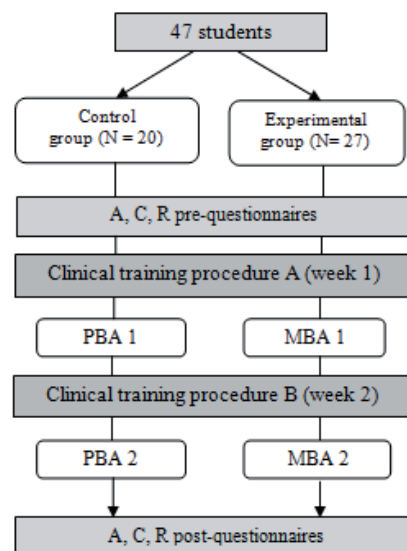 47 students
Control
group (N = 20)
Experimental
group (N= 27)
A, C, R pre-questionnaires
Clinical training procedure A (week 1)
PBA 1
MBA 1
Clinical training procedure B (week 2)
PBA 2
MBA 2
A, C, R post-questionnaires